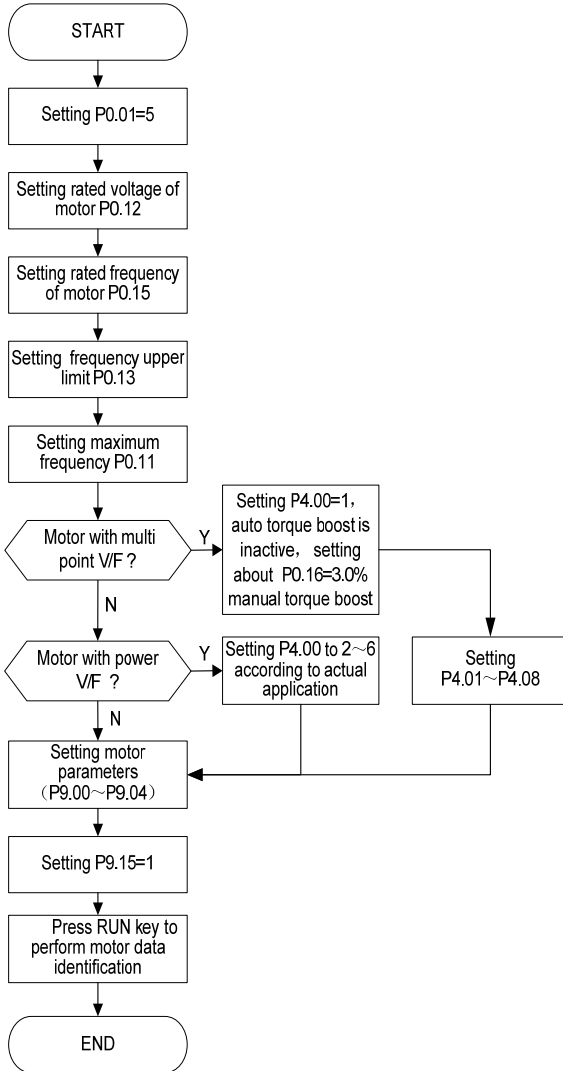 START
Setting P0.01=5
Setting rated voltage of
motor P0.12
Setting rated frequency
of motor P0.15
Setting frequency upper
limit P0.13
Setting maximum
frequency P0.11
Motor with multi
point V/F ?
Y
Setting P4.00=1,
auto torque boost is
inactive, setting
about P0.16=3.0%
manual torque boost
N
Motor with power
V/F ?
Y
Setting P4.00 to 2～6
according to actual
application
Setting
P4.01～P4.08
N
Setting motor
parameters
（P9.00～P9.04）
Setting P9.15=1
Press RUN key to
perform motor data
identification
END